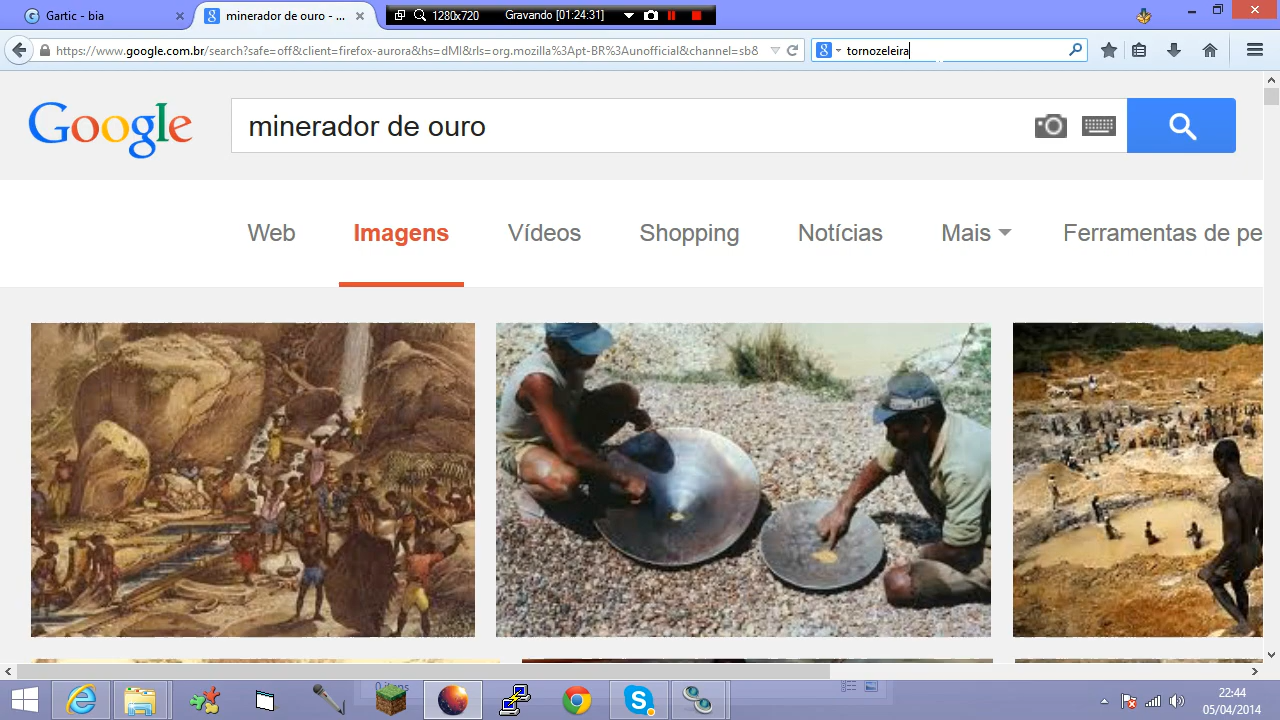 Gartic - bia
minerador de ouro - ...
1280x720
Gravando [01:24:31]
https://www.google.com.br/search?safe=off&client=firefox-aurora&hs=dMl&rls=org.mozilla%3Apt-BR%3Aunofficial&channel=sb&
tornozeleira
Google
minerador de ouro
Web
Imagens
Vídeos
Shopping
Notícias
Mais
Ferramentas de pe
22:44
05/04/2014